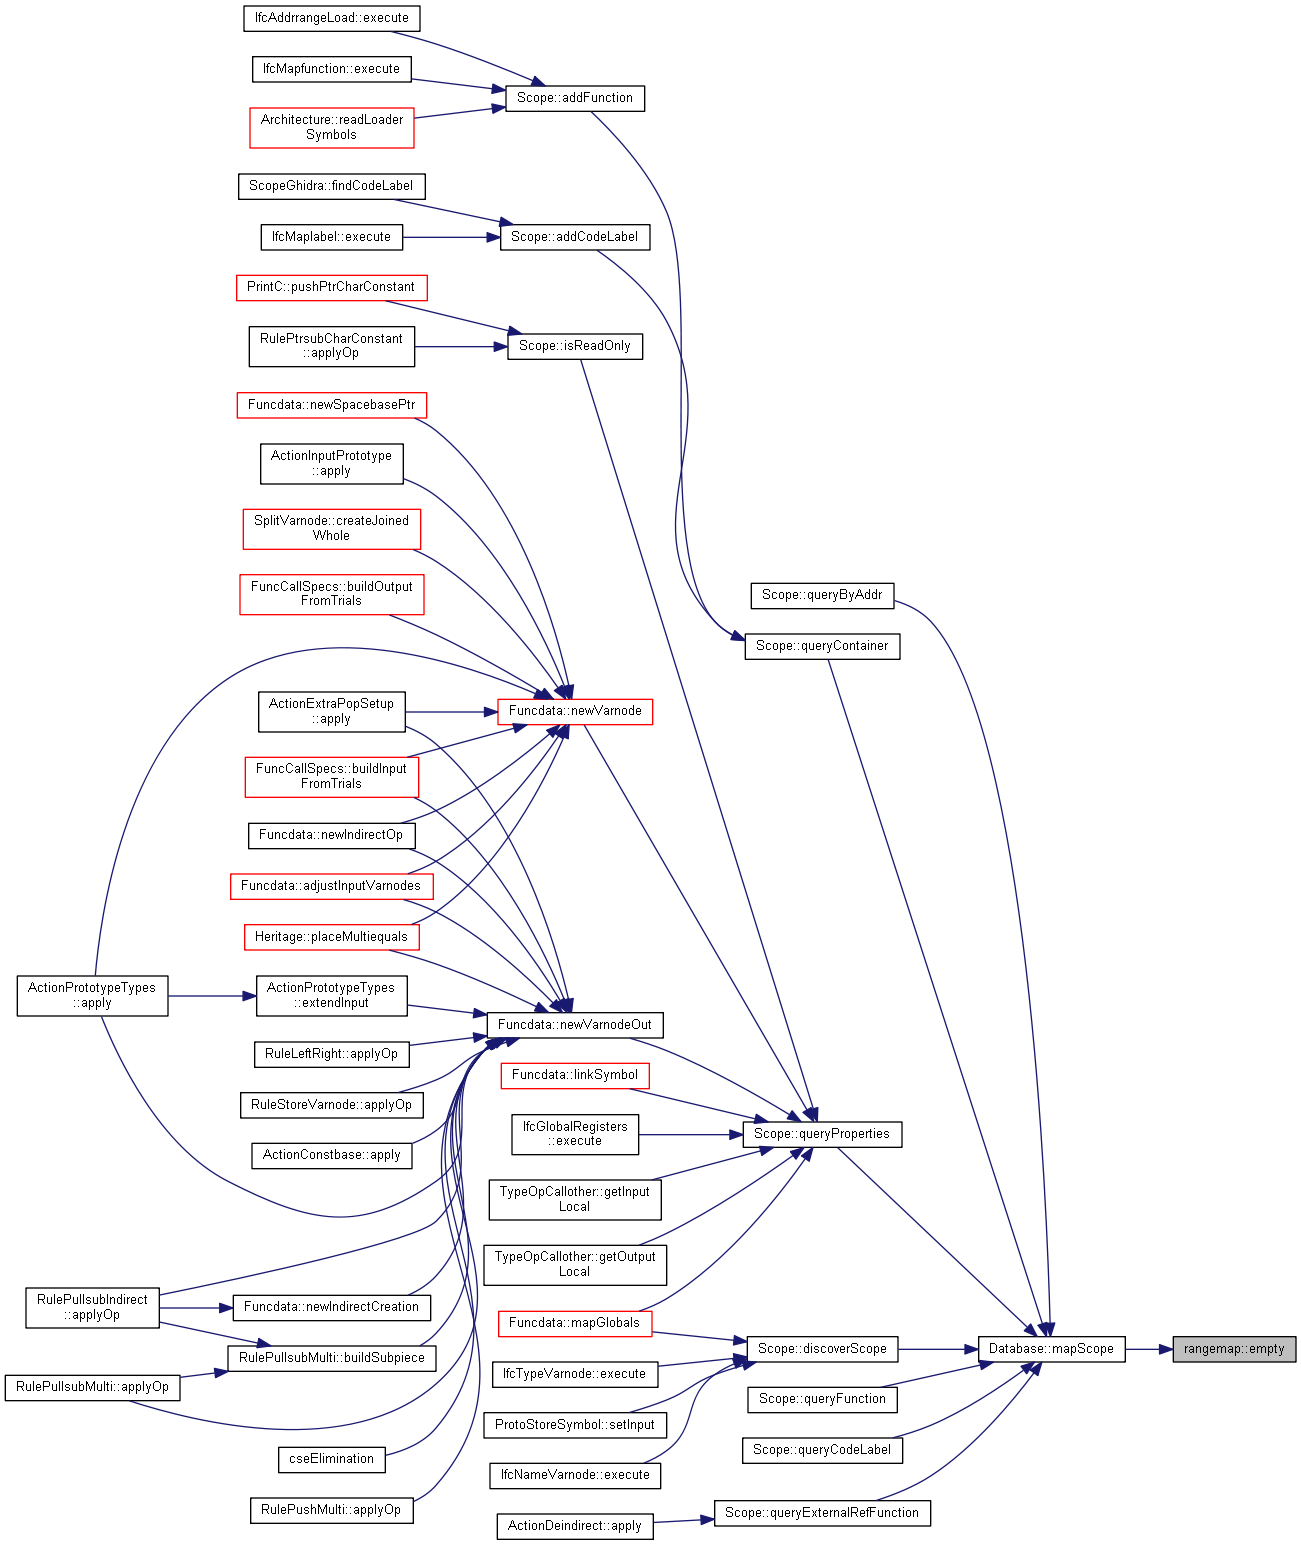 IfcAddrrangeLoad::execute
IfcMapfunction::execute
Scope::addFunction
Architecture::readLoader
Symbols
ScopeGhidra::findCodeLabel
IfcMaplabel::execute
Scope::addCodeLabel
PrintC::pushPtrCharConstant
RulePtrsubCharConstant
::applyOp
Scope::isReadOnly
Funcdata::newSpacebasePtr
ActionInputPrototype
::apply
SplitVarnode::createJoined
Whole
FuncCallSpecs::buildOutput
FromTrials
Scope::queryByAddr
Scope::queryContainer
ActionExtraPopSetup
::apply
Funcdata::newVarnode
FuncCallSpecs::buildInput
FromTrials
Funcdata::newIndirectOp
Funcdata::adjustInputVarnodes
Heritage::placeMultiequals
ActionPrototypeTypes
::apply
ActionPrototypeTypes
::extendInput
Funcdata::newVarnodeOut
RuleLeftRight::applyOp
RuleStoreVarnode::applyOp
ActionConstbase::apply
Funcdata::linkSymbol
IfcGlobalRegisters
::execute
Scope::queryProperties
TypeOpCallother::getInput
Local
TypeOpCallother::getOutput
Local
RulePullsubIndirect
::applyOp
Funcdata::newIndirectCreation
Funcdata::mapGlobals
RulePullsubMulti::buildSubpiece
Scope::discoverScope
Database::mapScope
rangemap::empty
RulePullsubMulti::applyOp
IfcTypeVarnode::execute
Scope::queryFunction
ProtoStoreSymbol::setInput
Scope::queryCodeLabel
cseElimination
IfcNameVarnode::execute
RulePushMulti::applyOp
Scope::queryExternalRefFunction
ActionDeindirect::apply